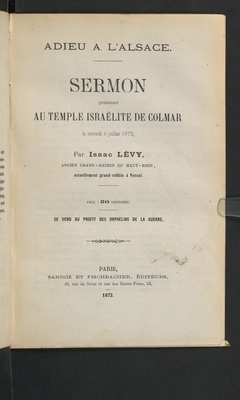 ADIEU A L'ALSACE.
SERMON
prononcé
AU TEMPLE ISRAÉLITE DE COLMAR
le samedi 6 juillet 1872,
Par Isaac LÉVY,
ANCIEN GRAND-RABBIN DU HAUT-RHIN,
actuellement grand-rabbin à Vesoul.
PRIX : 50 CENTIMES.
SE VEND AU PROFIT DES ORPHELINS DE LA GUERRE.
PARIS,
SANDOZ ET FISCHBACHER, ÉDITEURS,
33, rue de Seine et rue des Saints-Pères, 33,
1872.